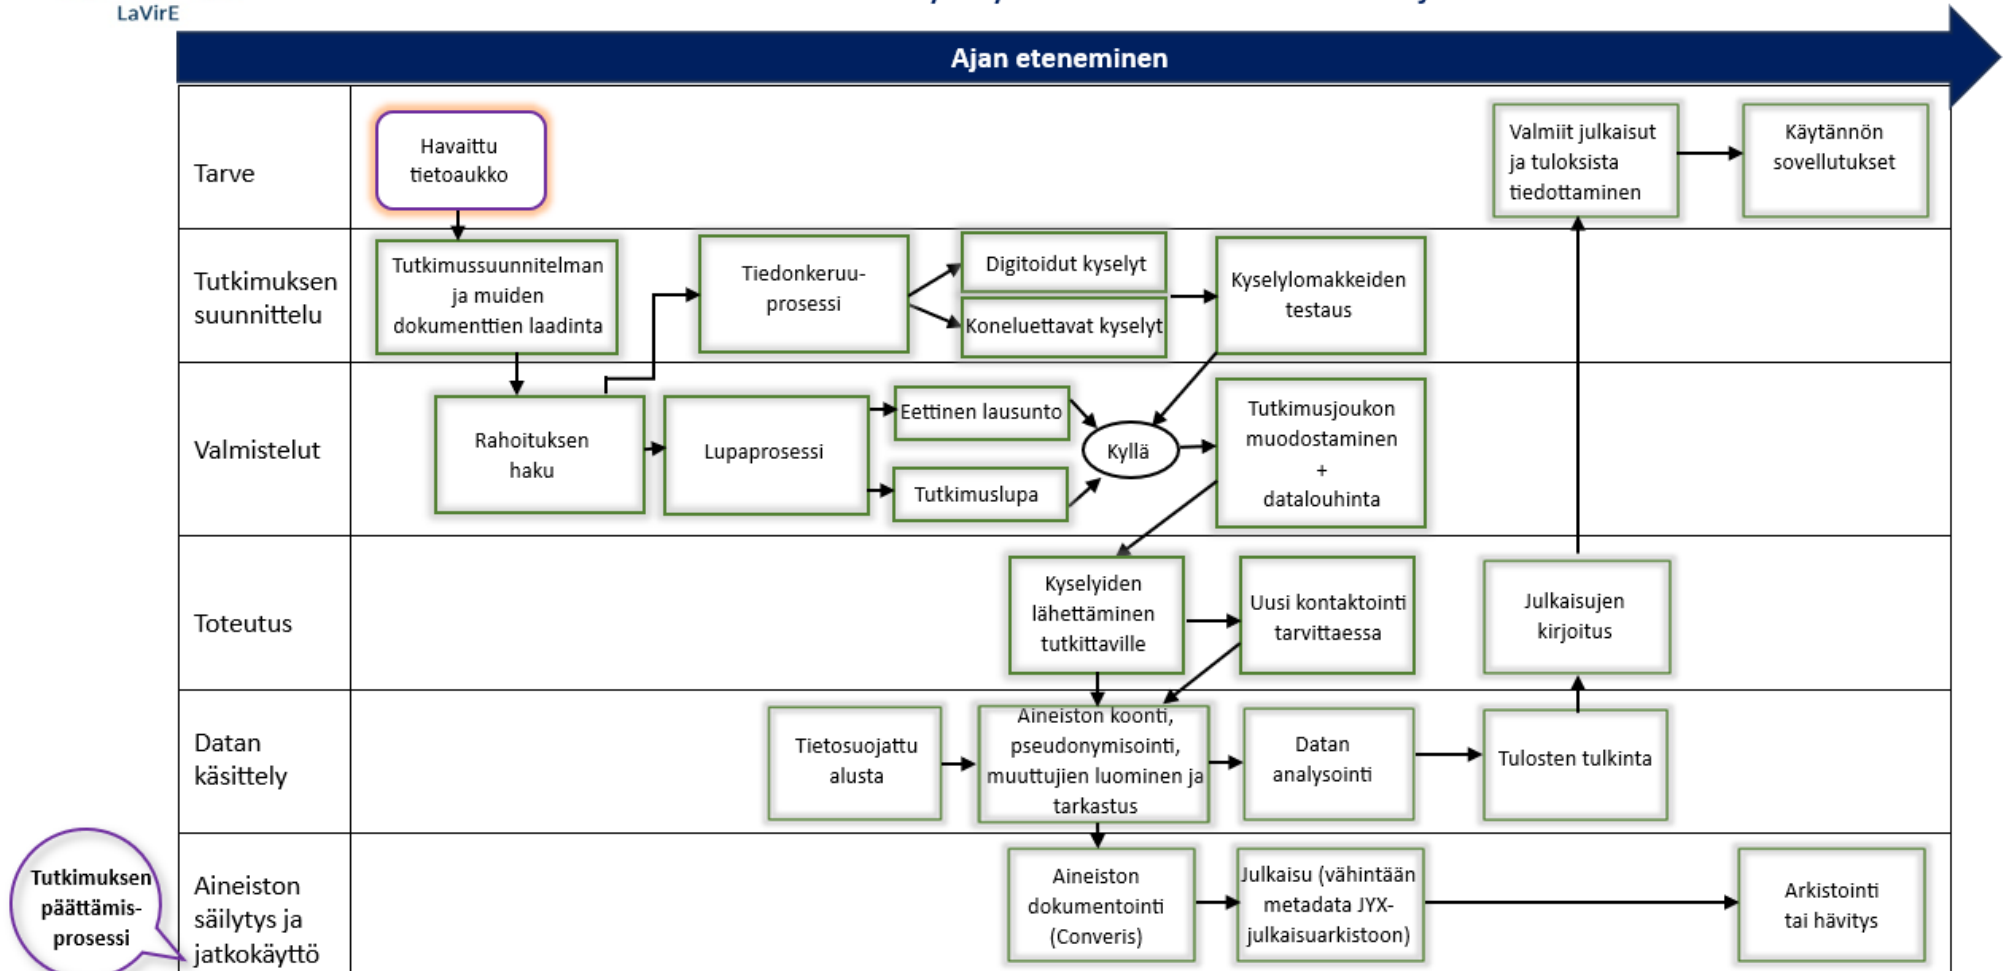 LaVirE
Ajan eteneminen
Tarve
Havaittu
tietoaukko
Valmiit julkaisut
ja tuloksista
tiedottaminen
Käytännön
sovellutukset
Tutkimuksen
suunnittelu
Tutkimussuunnitelman
ja muiden
dokumenttien laadinta
Tiedonkeruu-
prosessi
Digitoidut kyselyt
Koneluettavat kyselyt
Kyselylomakkeiden
testaus
Valmistelut
Rahoituksen
haku
Lupaprosessi
Eettinen lausunto
Tutkimuslupa
Kyllä
Tutkimusjoukon
muodostaminen
+
datalouhinta
Toteutus
Kyselyiden
lähettäminen
tutkittaville
Uusi kontaktointi
tarvittaessa
Julkaisujen
kirjoitus
Datan
käsittely
Tietosuojattu
alusta
Aineiston koonti,
pseudonymisointi,
muuttujien luominen ja
tarkastus
Datan
analysointi
Tulosten tulkinta
Tutkimuksen
päättämis-
prosessi
Aineiston
säilytys ja
jatkokäyttö
Aineiston
dokumentointi
(Converis)
Julkaisu (vähintään
metadata JYX-
julkaisuarkistoon)
Arkistointi
tai hävitys